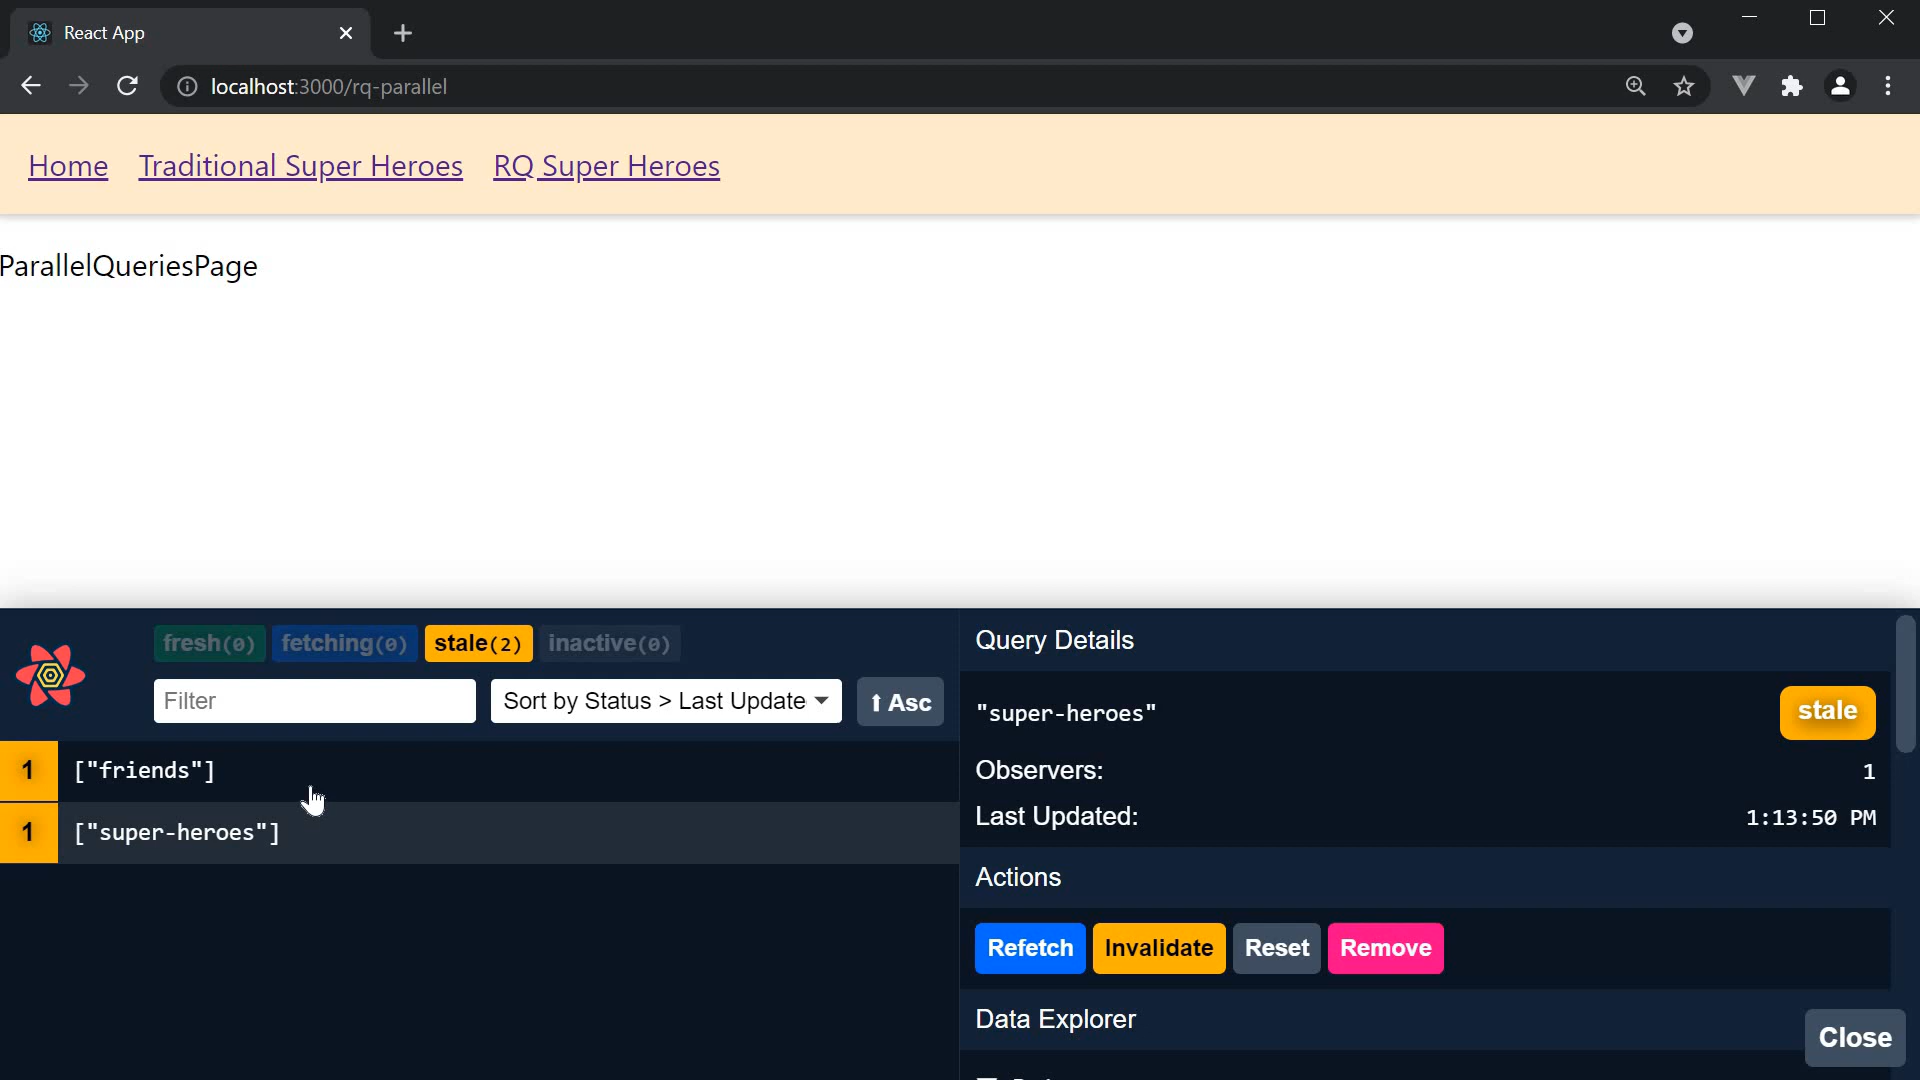 React App
localhost:3000/rq-parallel
Home Traditional Super Heroes RQ Super Heroes
ParallelQueriesPage
fresh(0) fetching(0) stale(2) inactive(0)
Filter Sort by Status > Last Update Asc
1 ["friends"]
1 ["super-heroes"]
Query Details
"super-heroes" stale
Observers: 1
Last Updated: 1:13:50 PM
Actions
Refetch Invalidate Reset Remove
Data Explorer
Close